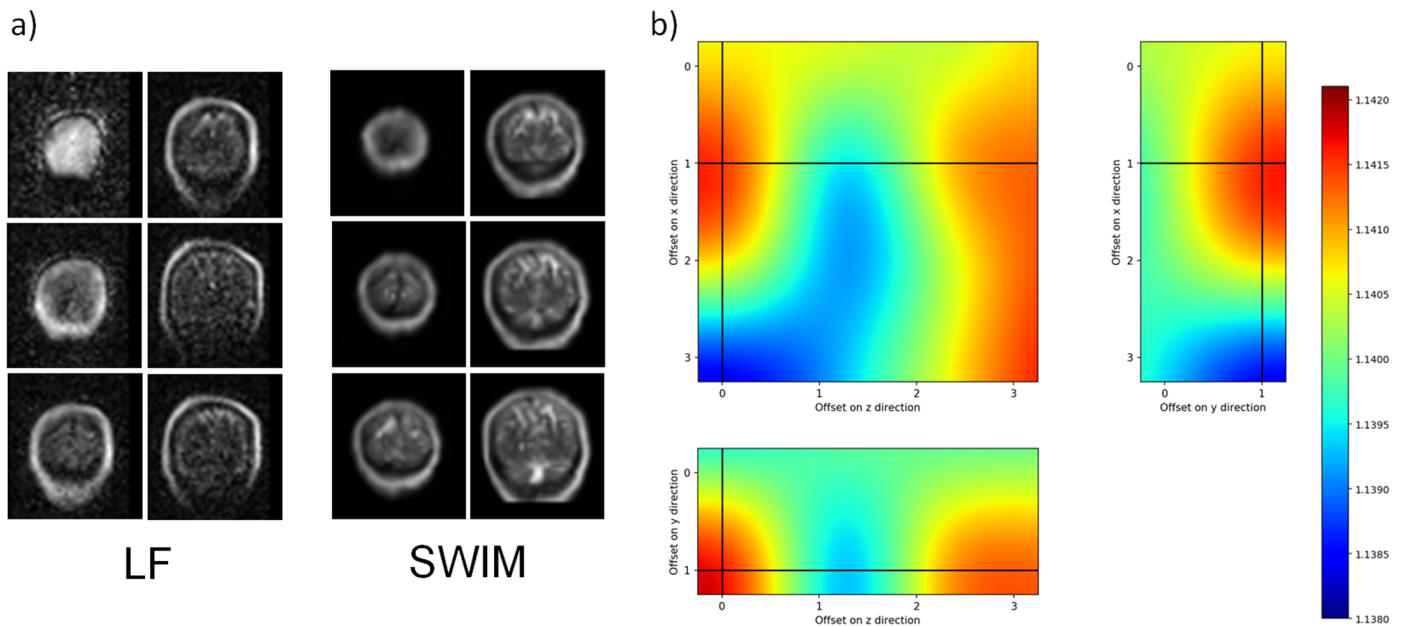 a)
LF
SWIM
b)
0
1
2
3
Offset on x direction
0
1
2
3
Offset on z direction
0
1
2
3
Offset on x direction
0
1
Offset on y direction
0
1
Offset on y direction
0
1
2
3
Offset on z direction
1.1420
1.1415
1.1410
1.1405
1.1400
1.1395
1.1390
1.1385
1.1380